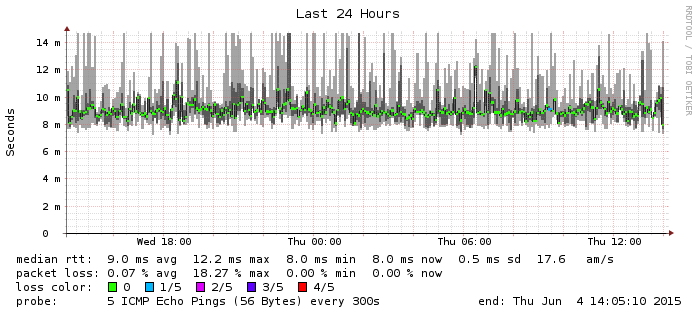 Last 24 Hours
RRDTOOL / TOBI OETIKER
Seconds
14 m
12 m
10 m
8 m
6 m
4 m
2 m
0
Wed 18:00 Thu 00:00 Thu 06:00 Thu 12:00
median rtt: 9.0 ms avg 12.2 ms max 8.0 ms min 8.0 ms now 0.5 ms sd 17.6 am/s
packet loss: 0.07 % avg 18.27 % max 0.00 % min 0.00 % now
loss color: 0 1/5 2/5 3/5 4/5
probe: 5 ICMP Echo Pings (56 Bytes) every 300s end: Thu Jun 4 14:05:10 2015